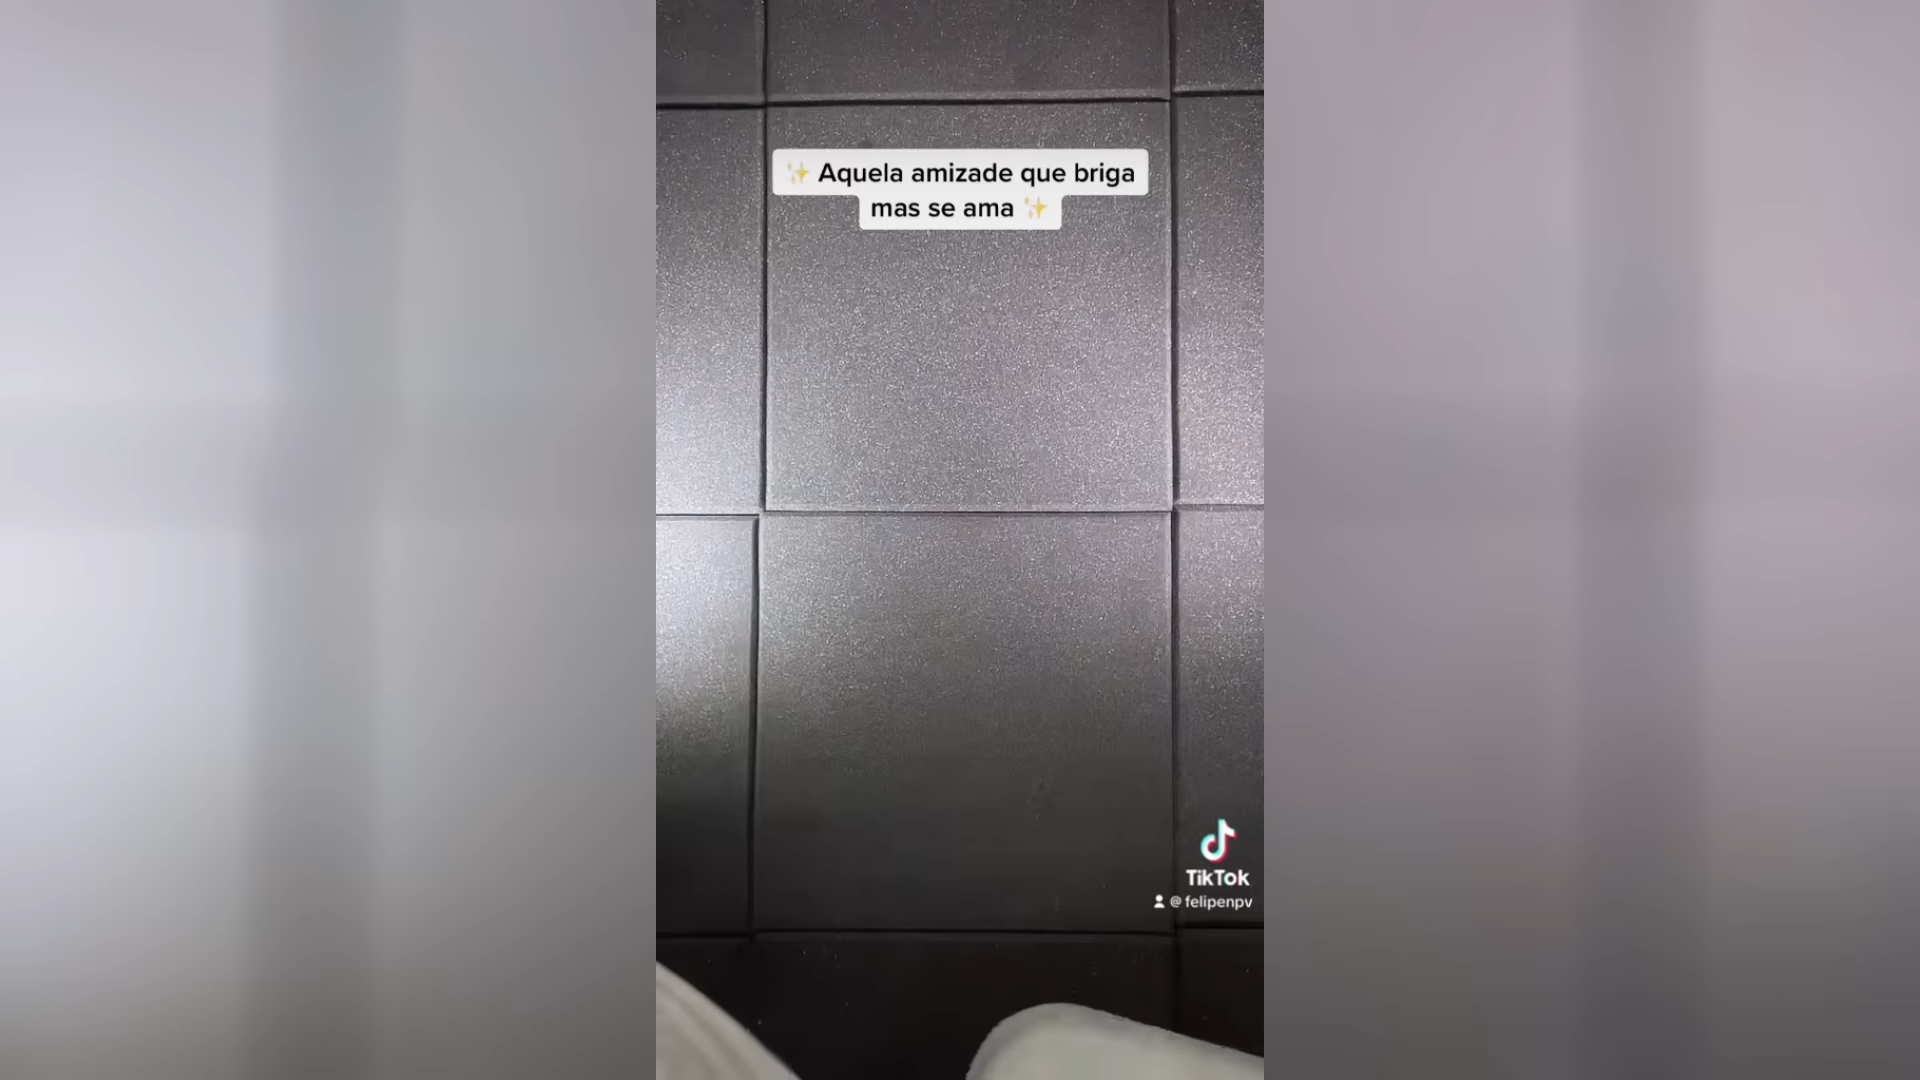 ✨ Aquela amizade que briga
mas se ama ✨
TikTok
@ felipenpv